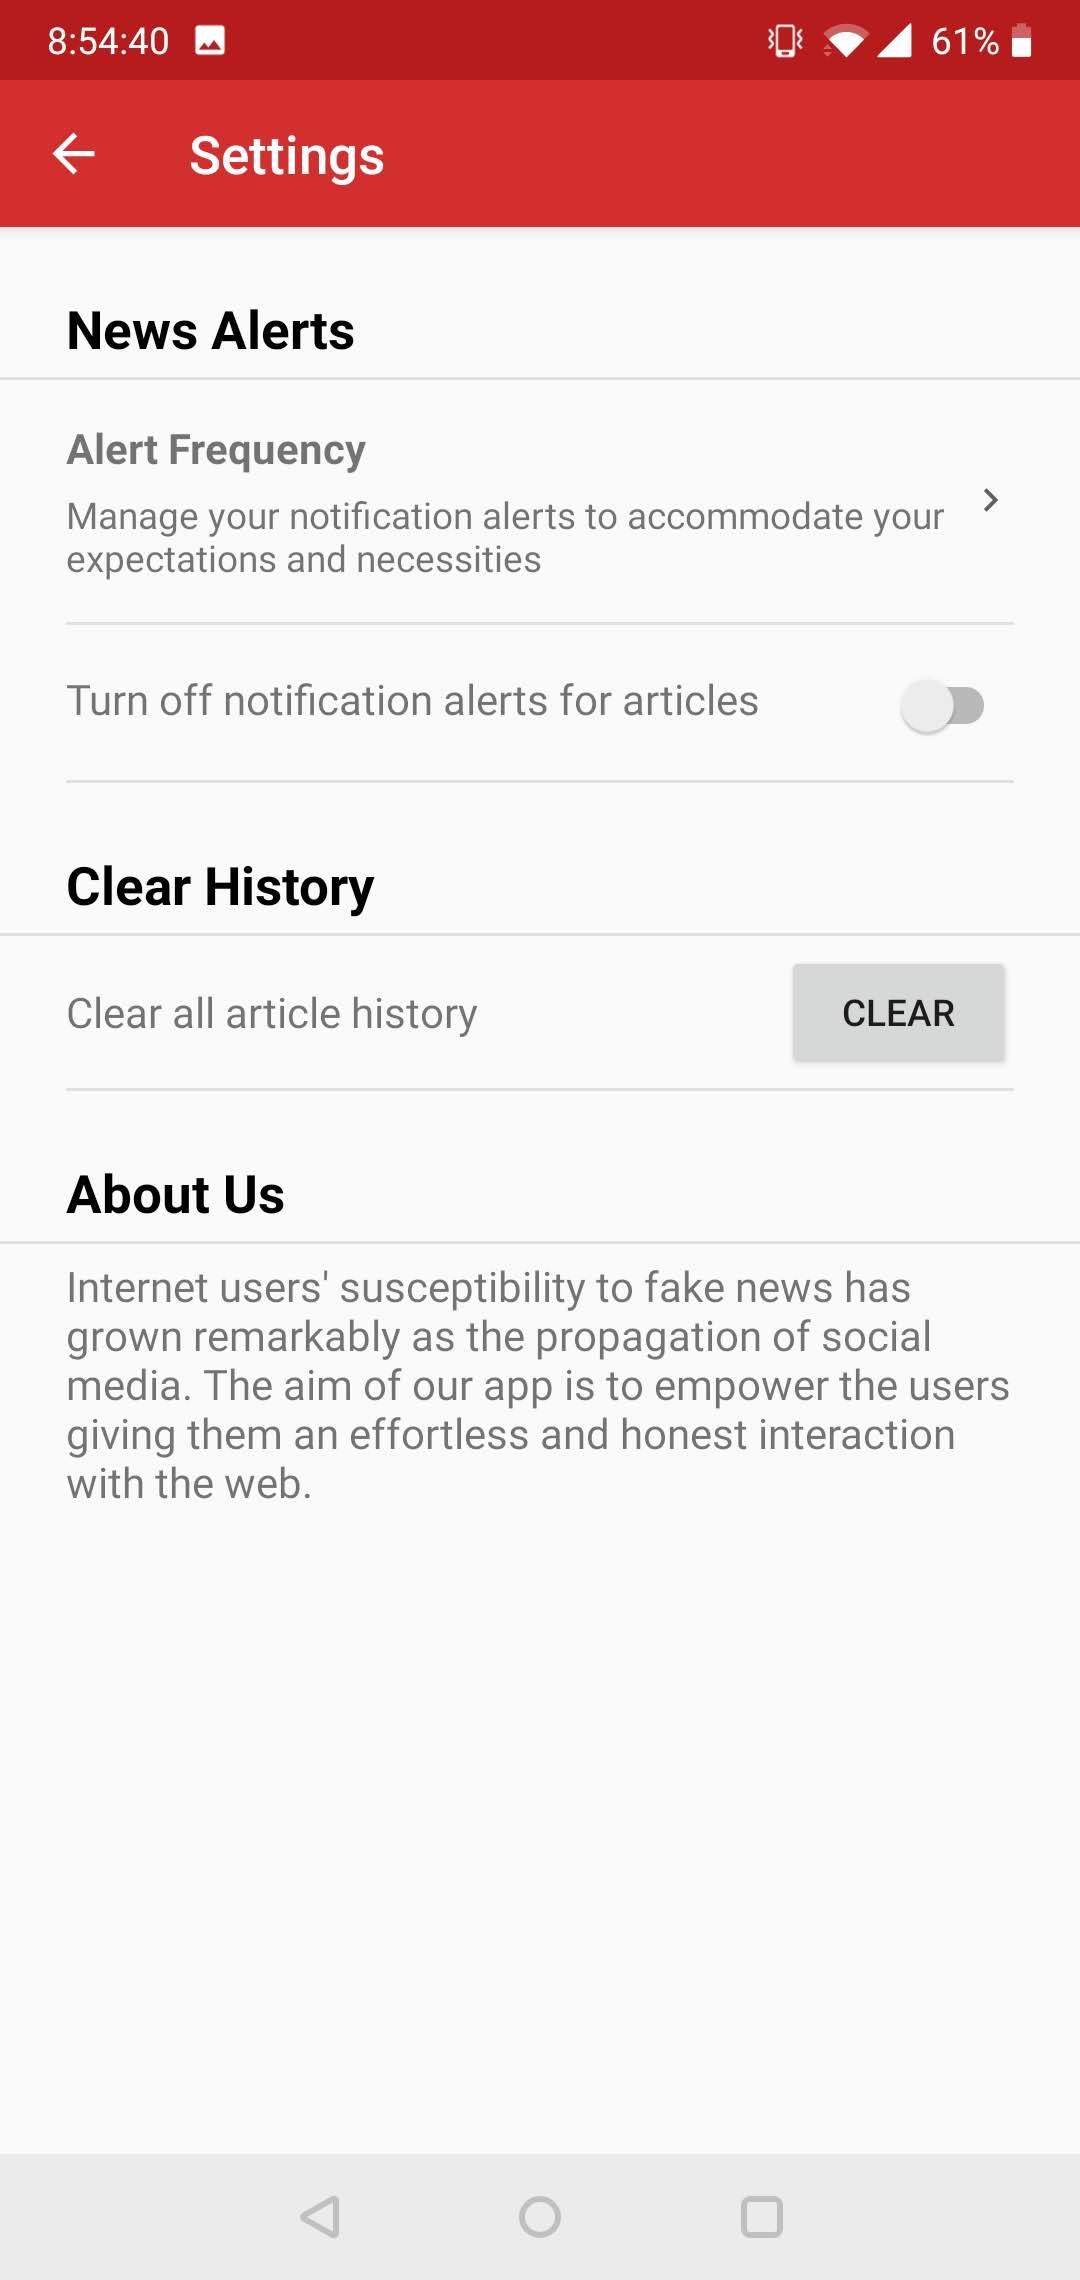 8:54:40
61%
Settings
News Alerts
Alert Frequency
Manage your notification alerts to accommodate your
expectations and necessities
Turn off notification alerts for articles
Clear History
Clear all article history
CLEAR
About Us
Internet users' susceptibility to fake news has
grown remarkably as the propagation of social
media. The aim of our app is to empower the users
giving them an effortless and honest interaction
with the web.